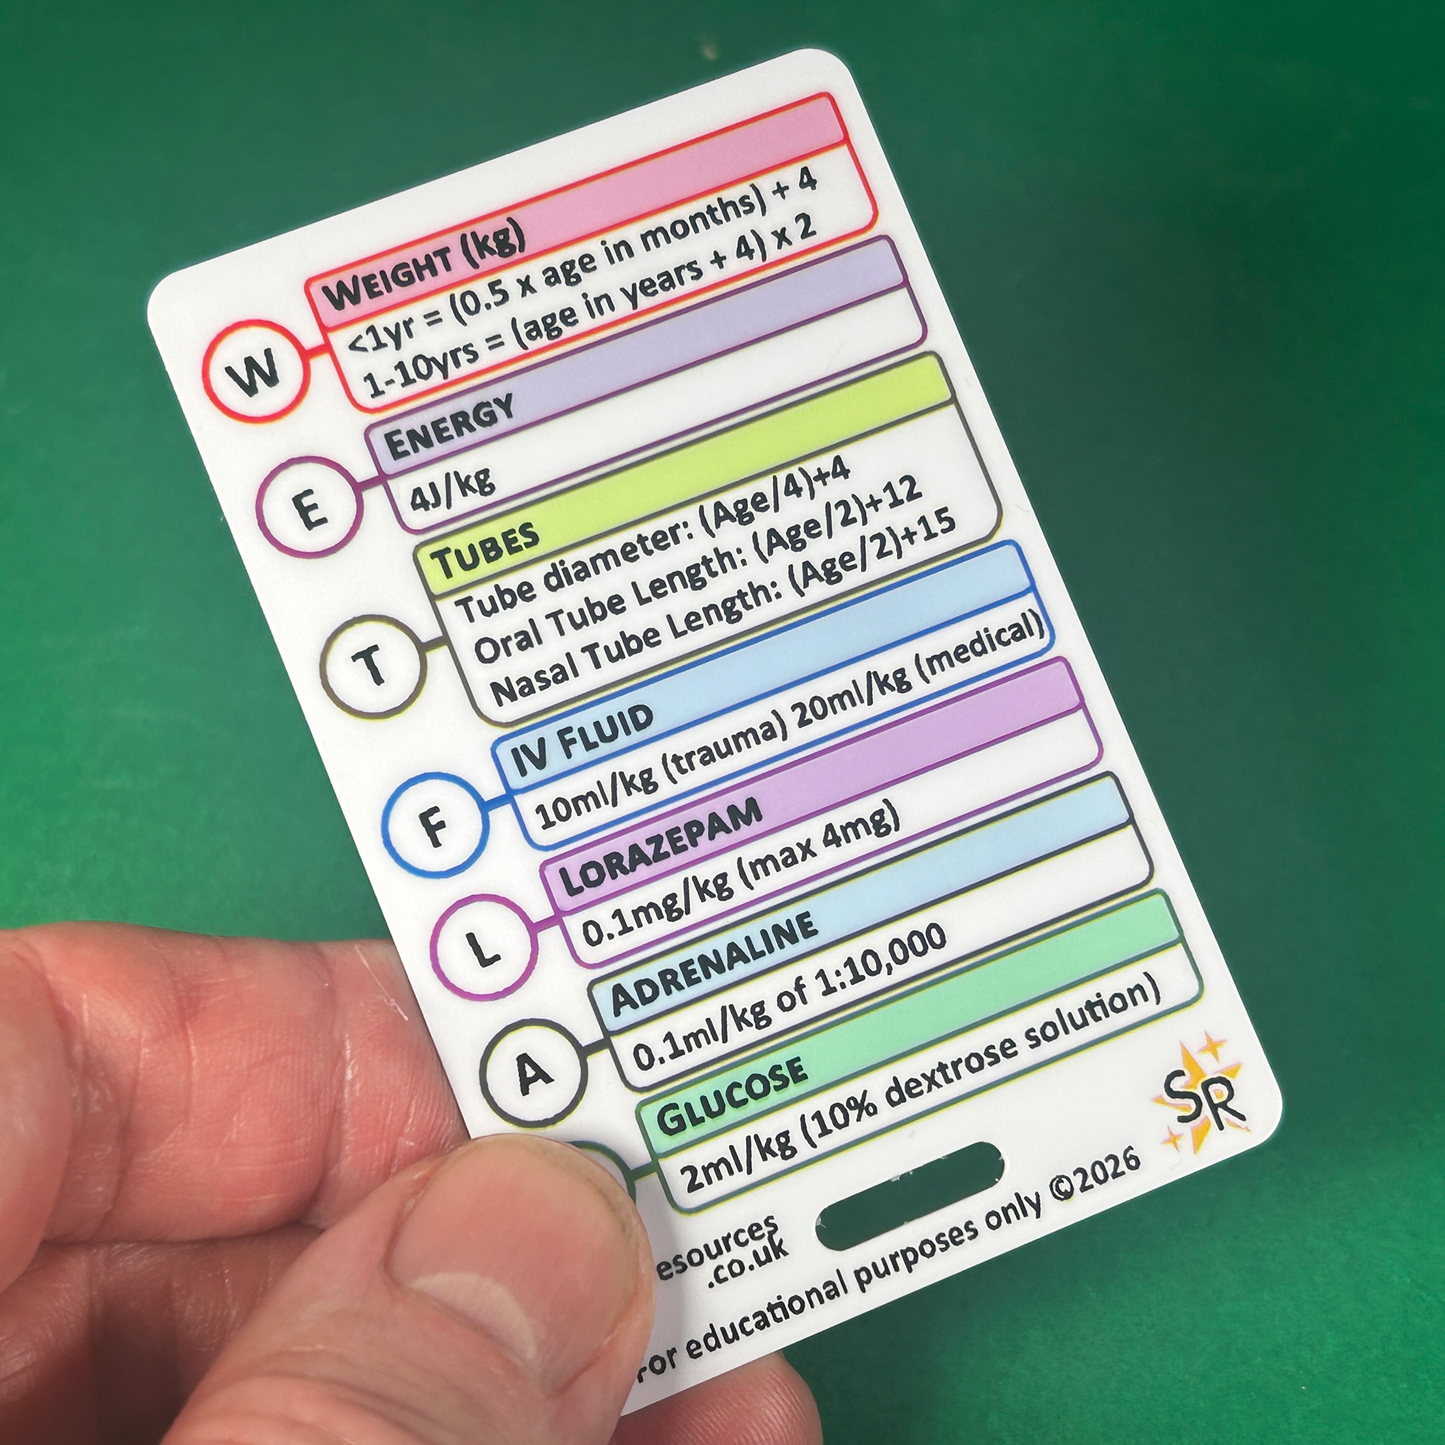 W
WEIGHT (kg)
<1yr = (0.5 x age in months) + 4
1-10yrs = (age in years + 4) x 2
E
ENERGY
4J/kg
T
TUBES
Tube diameter: (Age/4)+4
Oral Tube Length: (Age/2)+12
Nasal Tube Length: (Age/2)+15
F
IV FLUID
10ml/kg (trauma) 20ml/kg (medical)
L
LORAZEPAM
0.1mg/kg (max 4mg)
A
ADRENALINE
0.1ml/kg of 1:10,000
GLUCOSE
2ml/kg (10% dextrose solution)
SR
esources
.co.uk
For educational purposes only ©2026